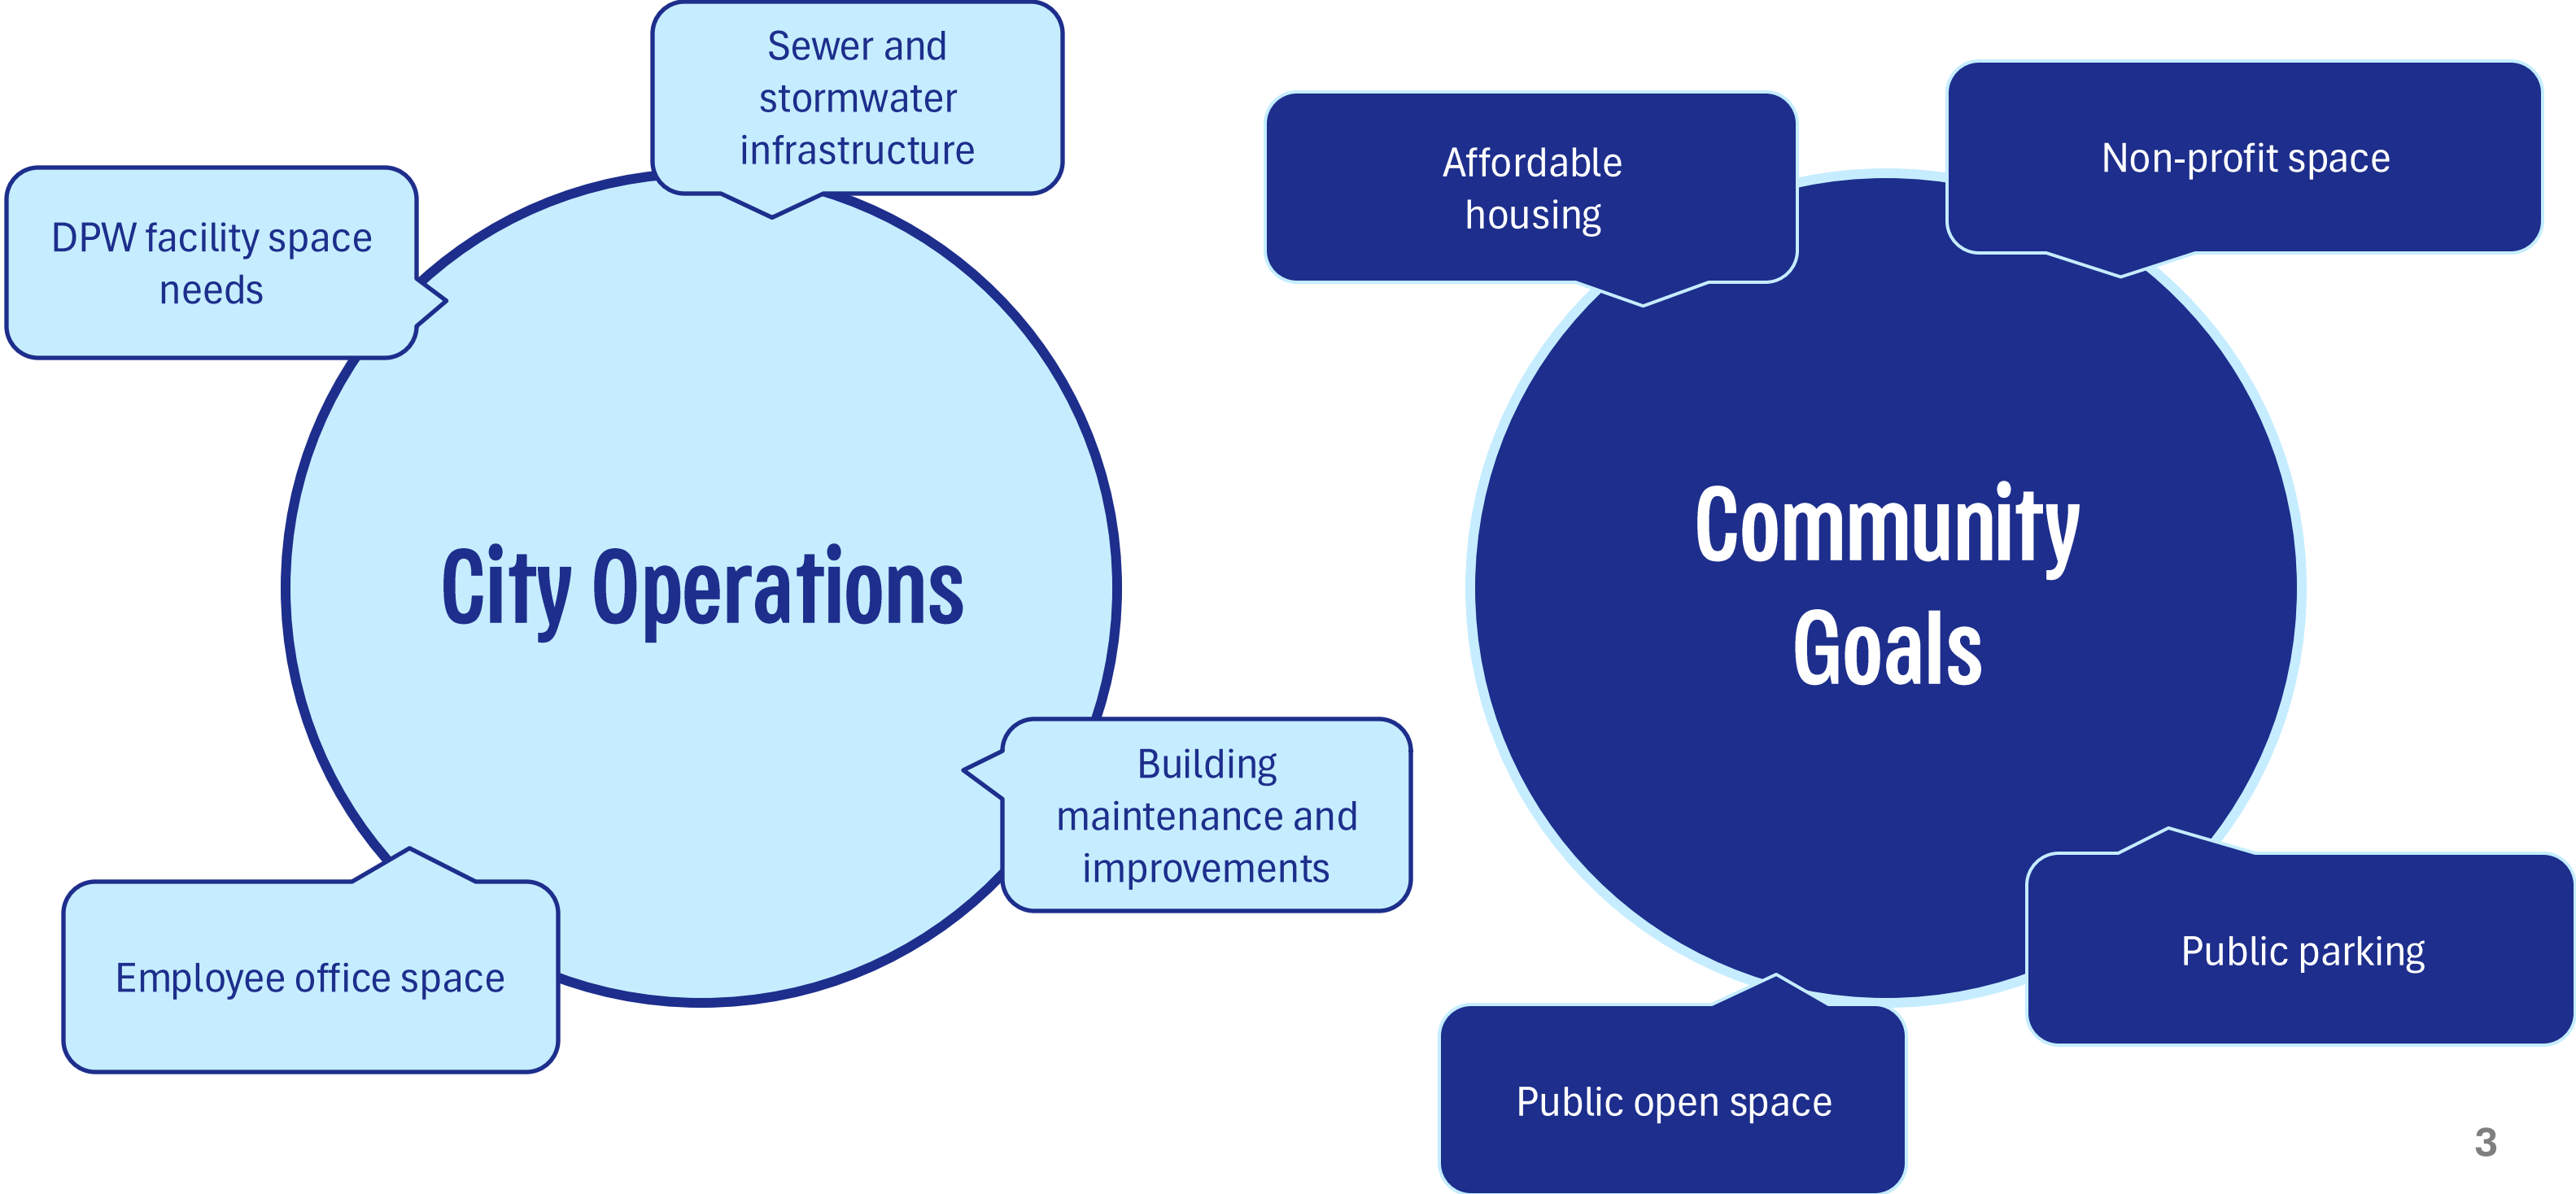 Sewer and
stormwater
infrastructure
DPW facility space
needs
City Operations
Building
maintenance and
improvements
Employee office space
Affordable
housing
Non-profit space
Community
Goals
Public parking
Public open space
3